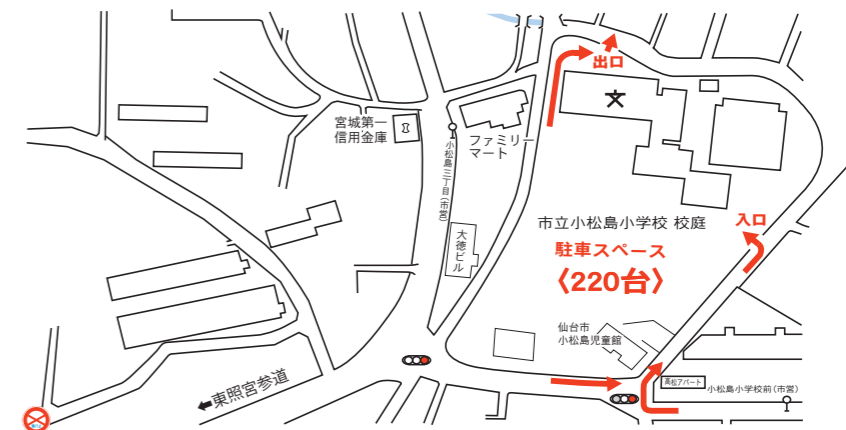 出口
宮城第一
信用金庫
ファミリー
マート
小松島三丁目(市営)
大徳ビル
市立小松島小学校 校庭
入口
駐車スペース
〈220台〉
仙台市
小松島児童館
高松アパート
小松島小学校前(市営)
東照宮参道